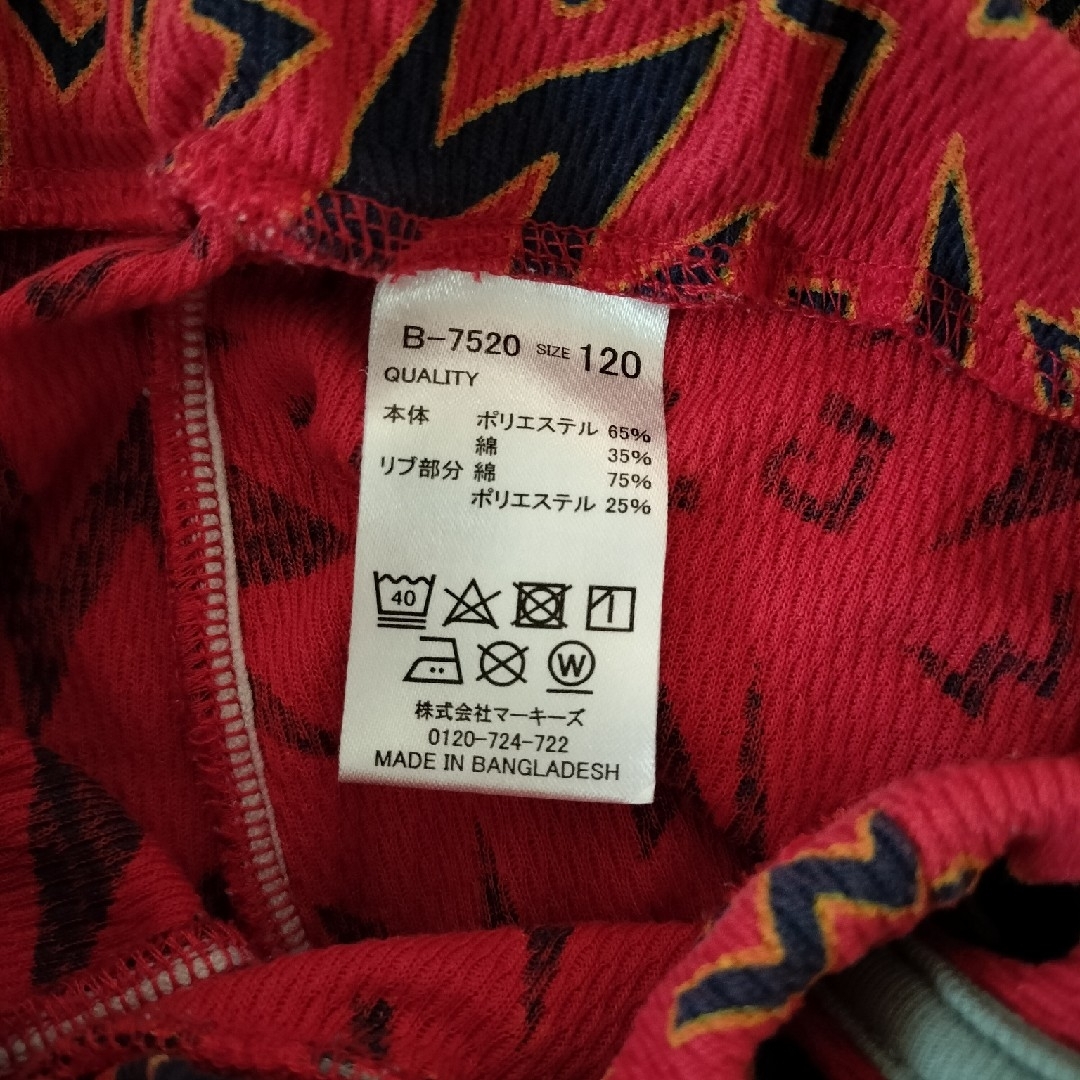 B-7520 SIZE 120
QUALITY
本体 ポリエステル 65%
綿 35%
リブ部分 綿 75%
ポリエステル 25%
40
W
株式会社マーキーズ
0120-724-722
MADE IN BANGLADESH